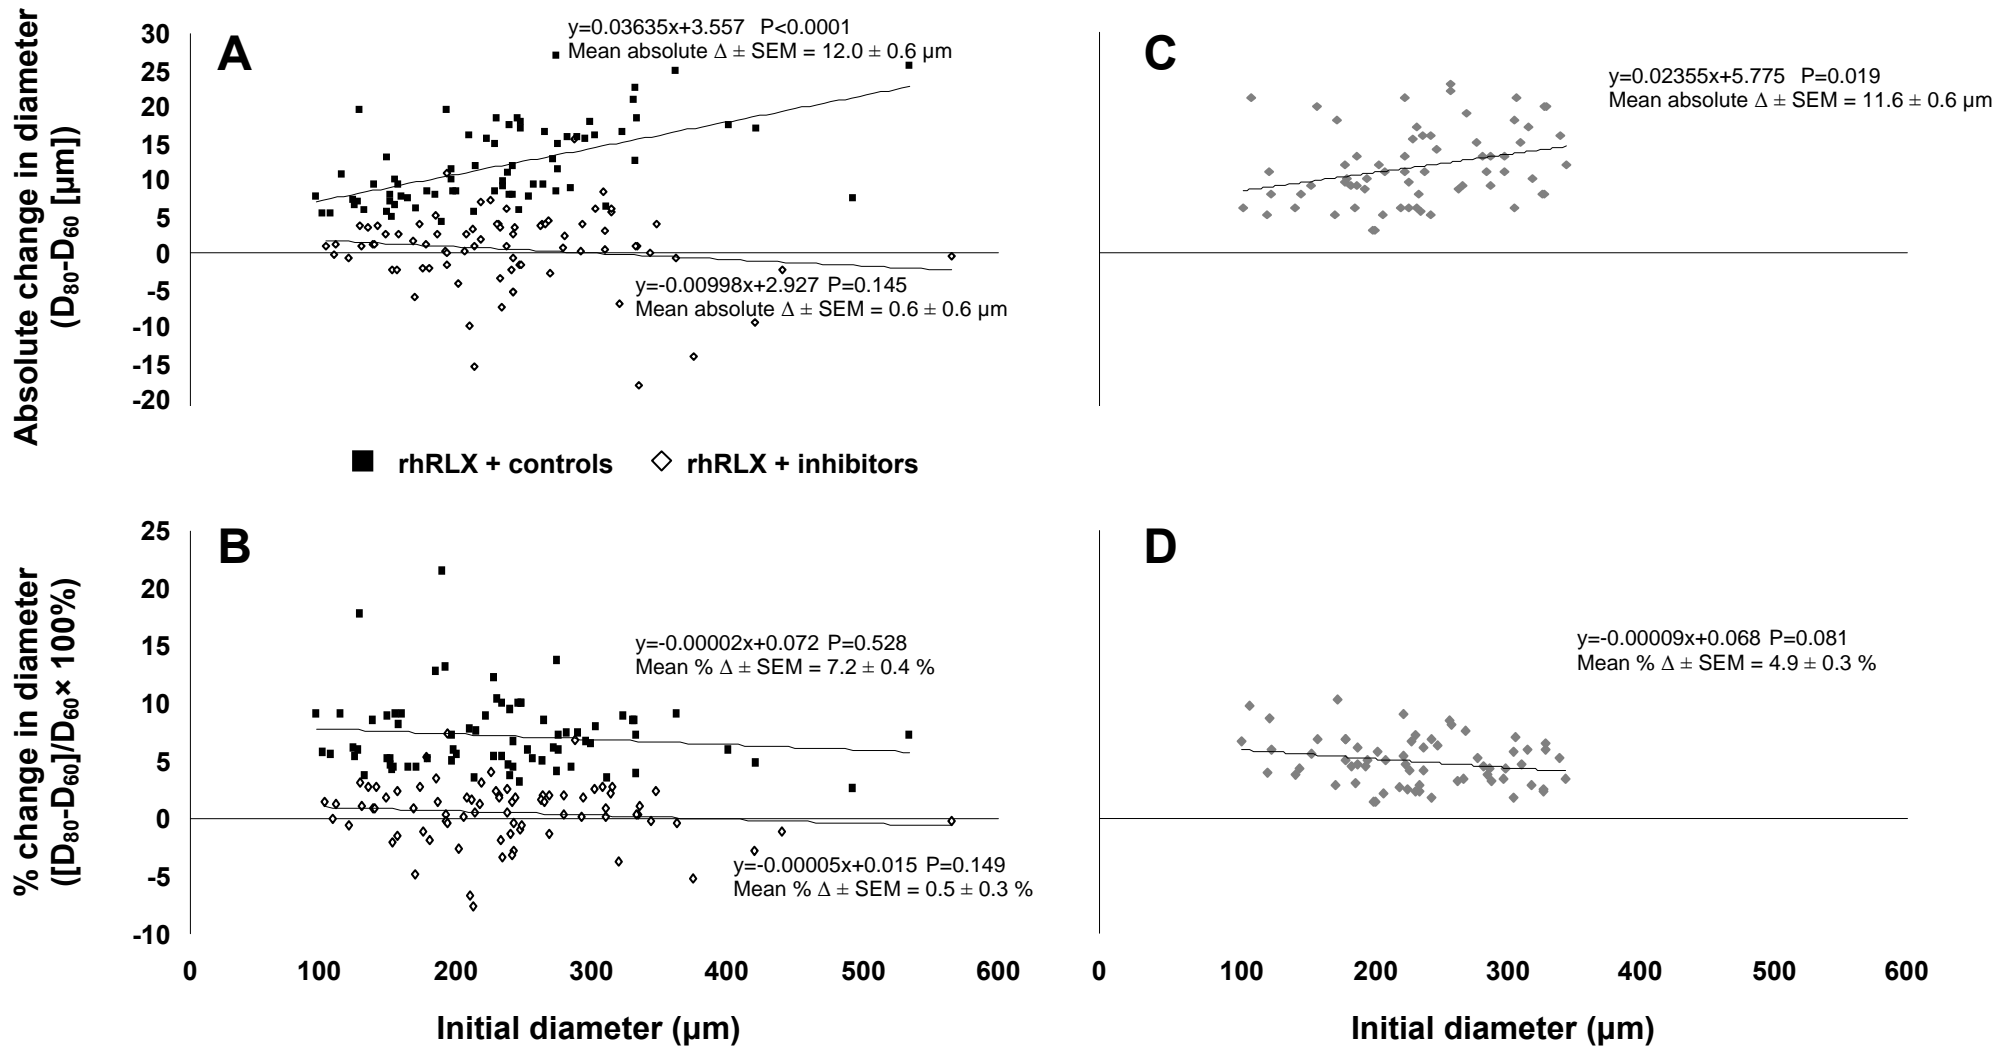 A
y=0.03635x+3.557 P<0.0001
Mean absolute Δ ± SEM = 12.0 ± 0.6 µm
Absolute change in diameter
(D80-D60 [µm])
30
25
20
15
10
5
0
-5
-10
-15
-20
y=-0.00998x+2.927 P=0.145
Mean absolute Δ ± SEM = 0.6 ± 0.6 µm
C
y=0.02355x+5.775 P=0.019
Mean absolute Δ ± SEM = 11.6 ± 0.6 µm
rhRLX + controls
rhRLX + inhibitors
B
% change in diameter
([D80-D60]/D60× 100%)
25
20
15
10
5
0
-5
-10
y=-0.00002x+0.072 P=0.528
Mean % Δ ± SEM = 7.2 ± 0.4 %
y=-0.00005x+0.015 P=0.149
Mean % Δ ± SEM = 0.5 ± 0.3 %
0 100 200 300 400 500 600
Initial diameter (µm)
D
y=-0.00009x+0.068 P=0.081
Mean % Δ ± SEM = 4.9 ± 0.3 %
0 100 200 300 400 500 600
Initial diameter (µm)